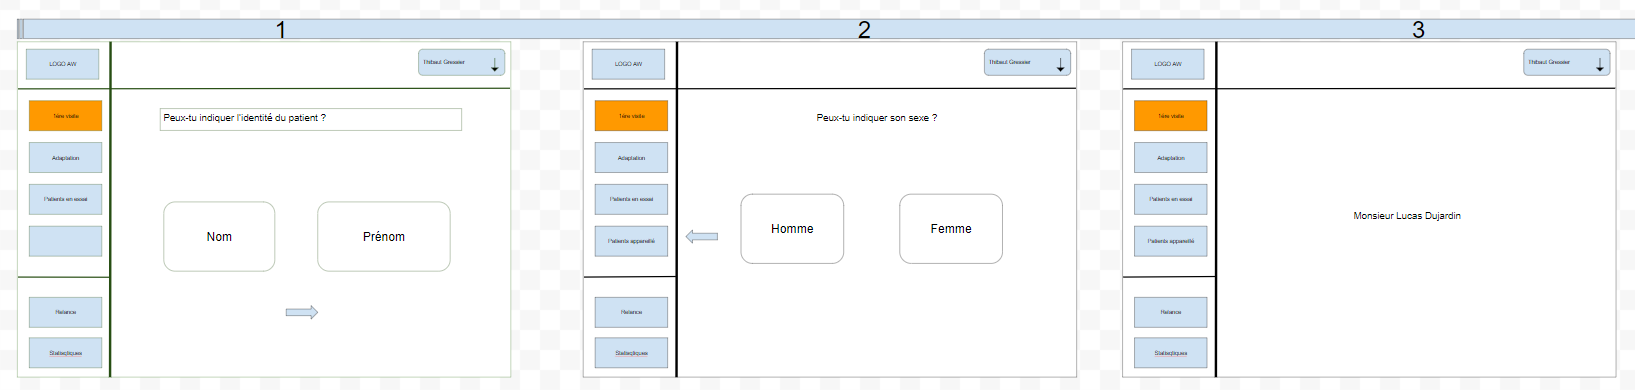 1
2
3
LOGO AW
Thibaut Gressier
1ère visite
Adaptation
Patients en essai
Relance
Statisqtiques
Peux-tu indiquer l'identité du patient ?
Nom
Prénom
LOGO AW
Thibaut Gressier
1ère visite
Adaptation
Patients en essai
Patients appareillé
Relance
Statisqtiques
Peux-tu indiquer son sexe ?
Homme
Femme
LOGO AW
Thibaut Gressier
1ère visite
Adaptation
Patients en essai
Patients appareillé
Relance
Statisqtiques
Monsieur Lucas Dujardin